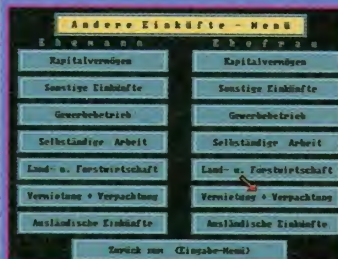 Andere Einküfte - Menü
Ehemann Ehefrau
Kapitalvermögen Kapitalvermögen
Sonstige Einkünfte Sonstige Einkünfte
Gewerbebetrieb Gewerbebetrieb
Selbständige Arbeit Selbständige Arbeit
Land- u. Forstwirtschaft Land- u. Forstwirtschaft
Vermietung + Verpachtung Vermietung + Verpachtung
Ausländische Einkünfte Ausländische Einkünfte
Zurück zum (Eingabe-Menü)